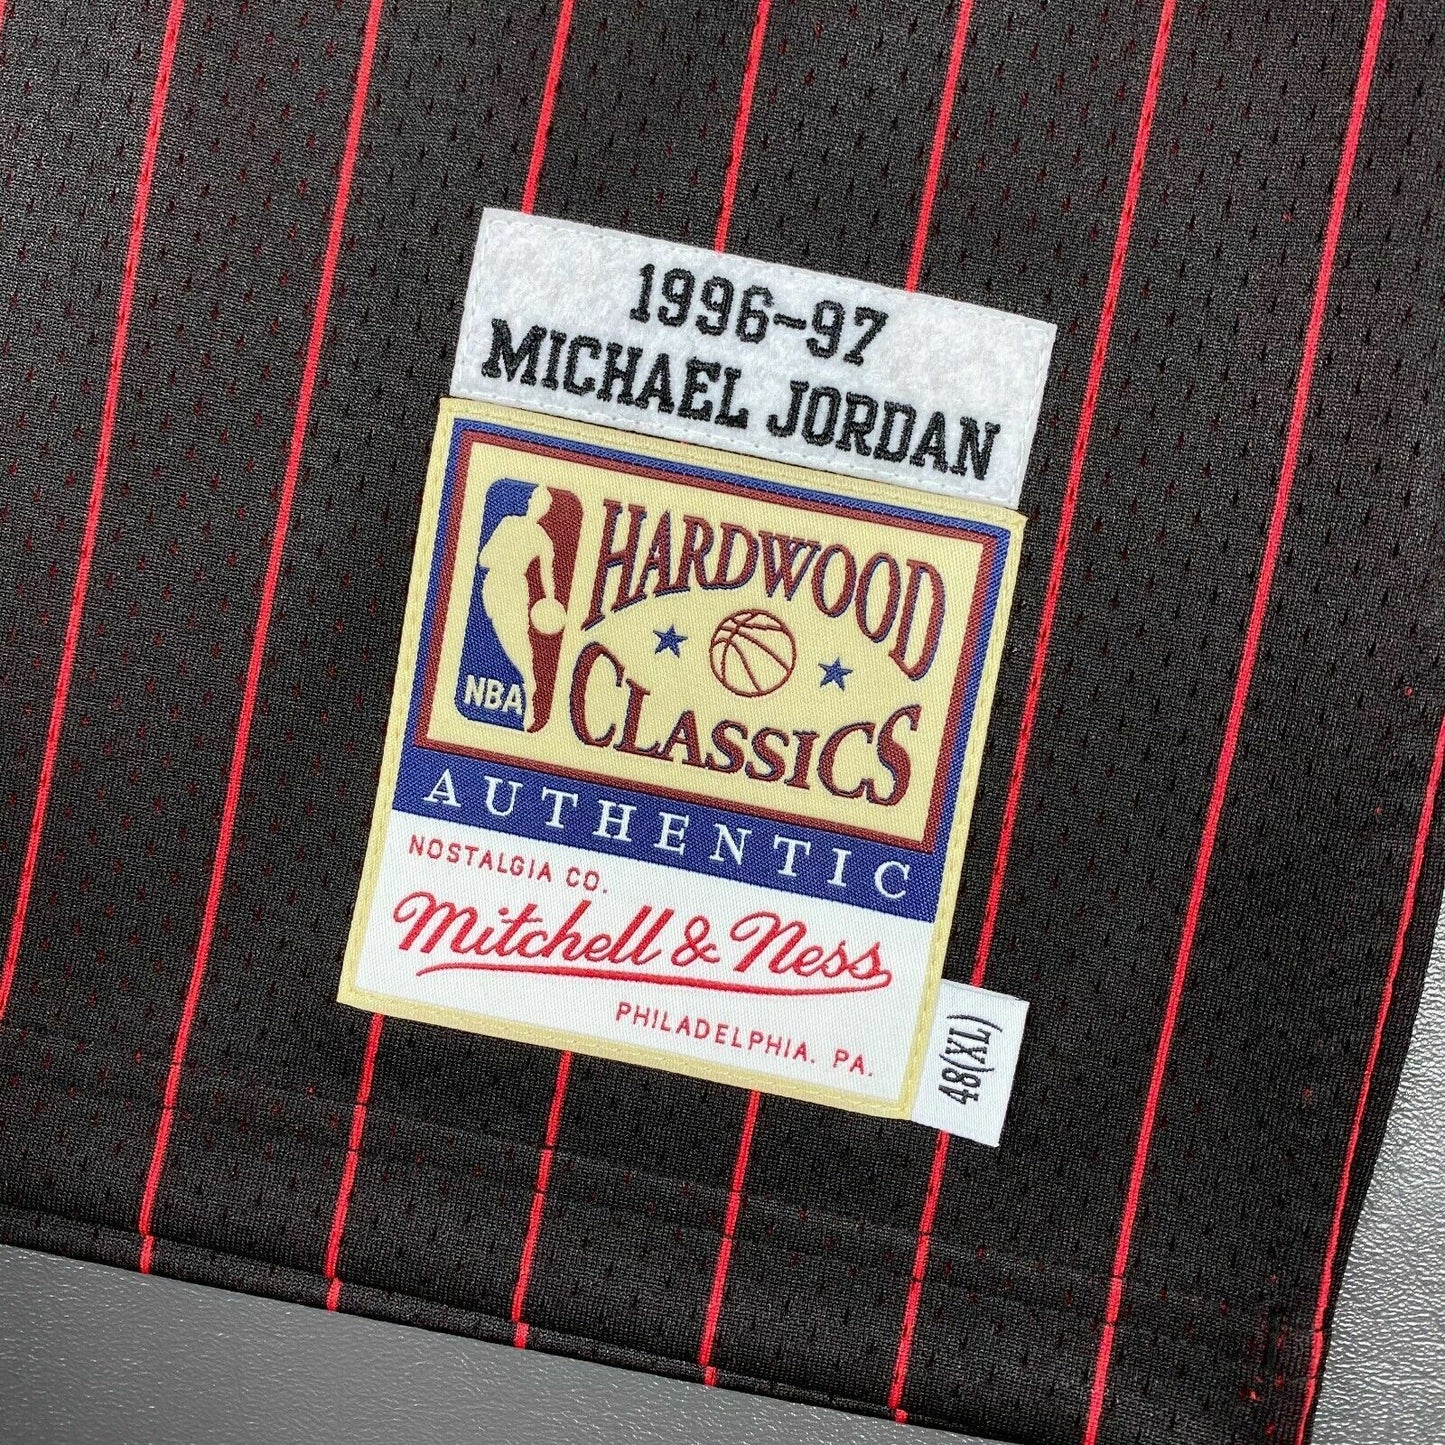 1996-97
MICHAEL JORDAN
NBA
HARDWOOD
CLASSICS
AUTHENTIC
NOSTALGIA CO.
Mitchell & Ness
PHILADELPHIA. PA.
48(XL)